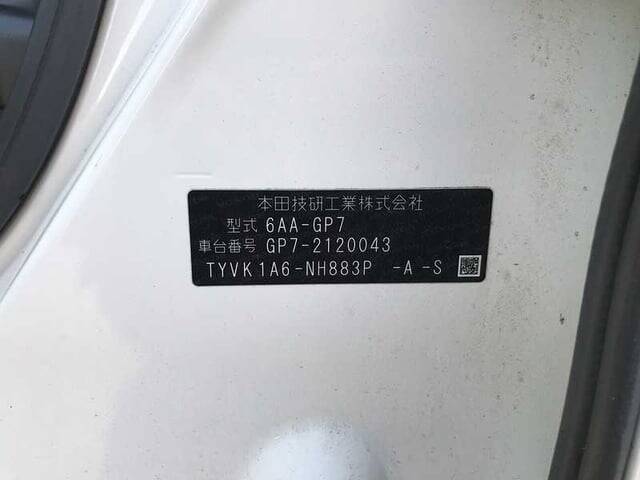 本田技研工業株式会社
型式 6AA-GP7
車台番号 GP7-2120043
TYVK1A6-NH883P -A -S